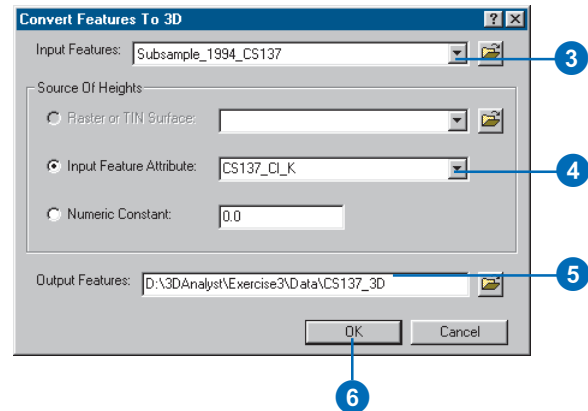 Convert Features To 3D
Input Features: Subsample_1994_CS137
3
Source Of Heights
Raster or TIN Surface:
Input Feature Attribute: CS137_CI_K
4
Numeric Constant: 0.0
Output Features: D:\3DAnalyst\Exercise3\Data\CS137_3D
5
OK Cancel
6